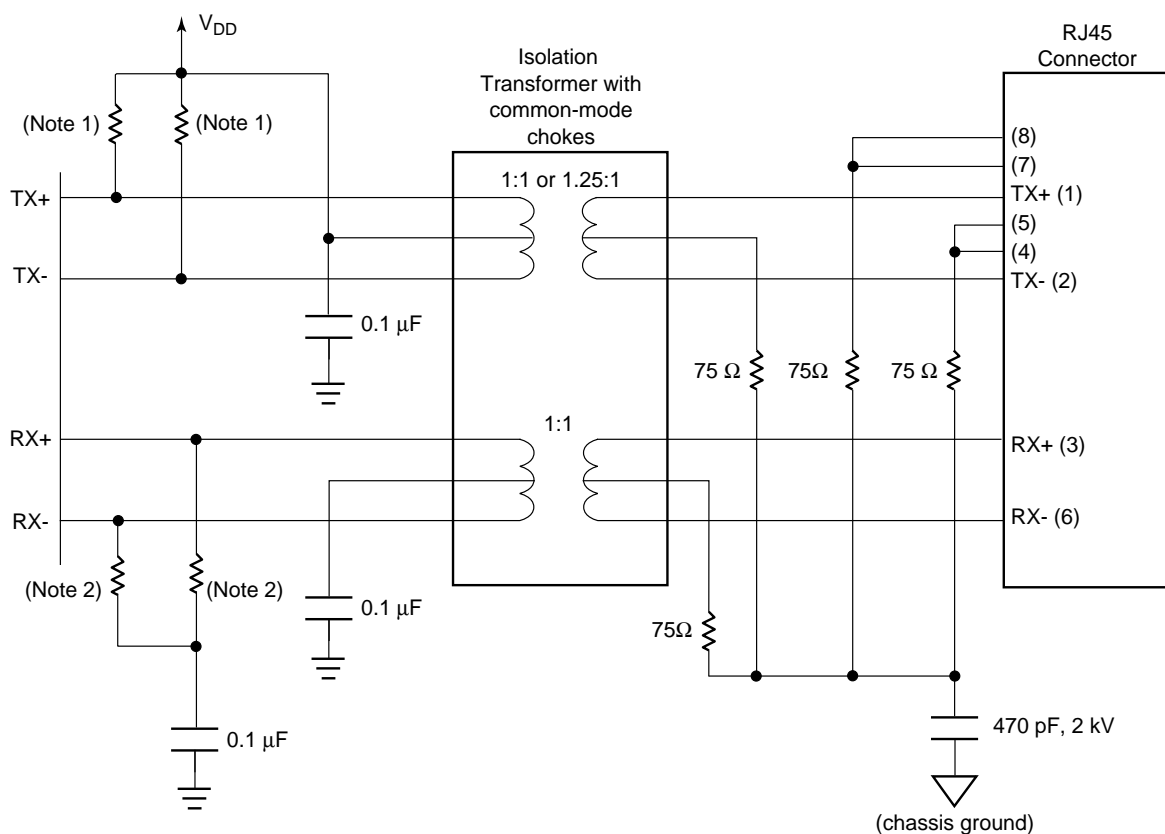 V_DD
RJ45
Connector
Isolation
Transformer with
common-mode
chokes
(Note 1)
(Note 1)
(8)
(7)
TX+
1:1 or 1.25:1
TX+ (1)
(5)
(4)
TX-
TX- (2)
0.1 μF
75 Ω
75Ω
75 Ω
RX+
1:1
RX+ (3)
RX-
RX- (6)
(Note 2)
(Note 2)
0.1 μF
75Ω
0.1 μF
470 pF, 2 kV
(chassis ground)